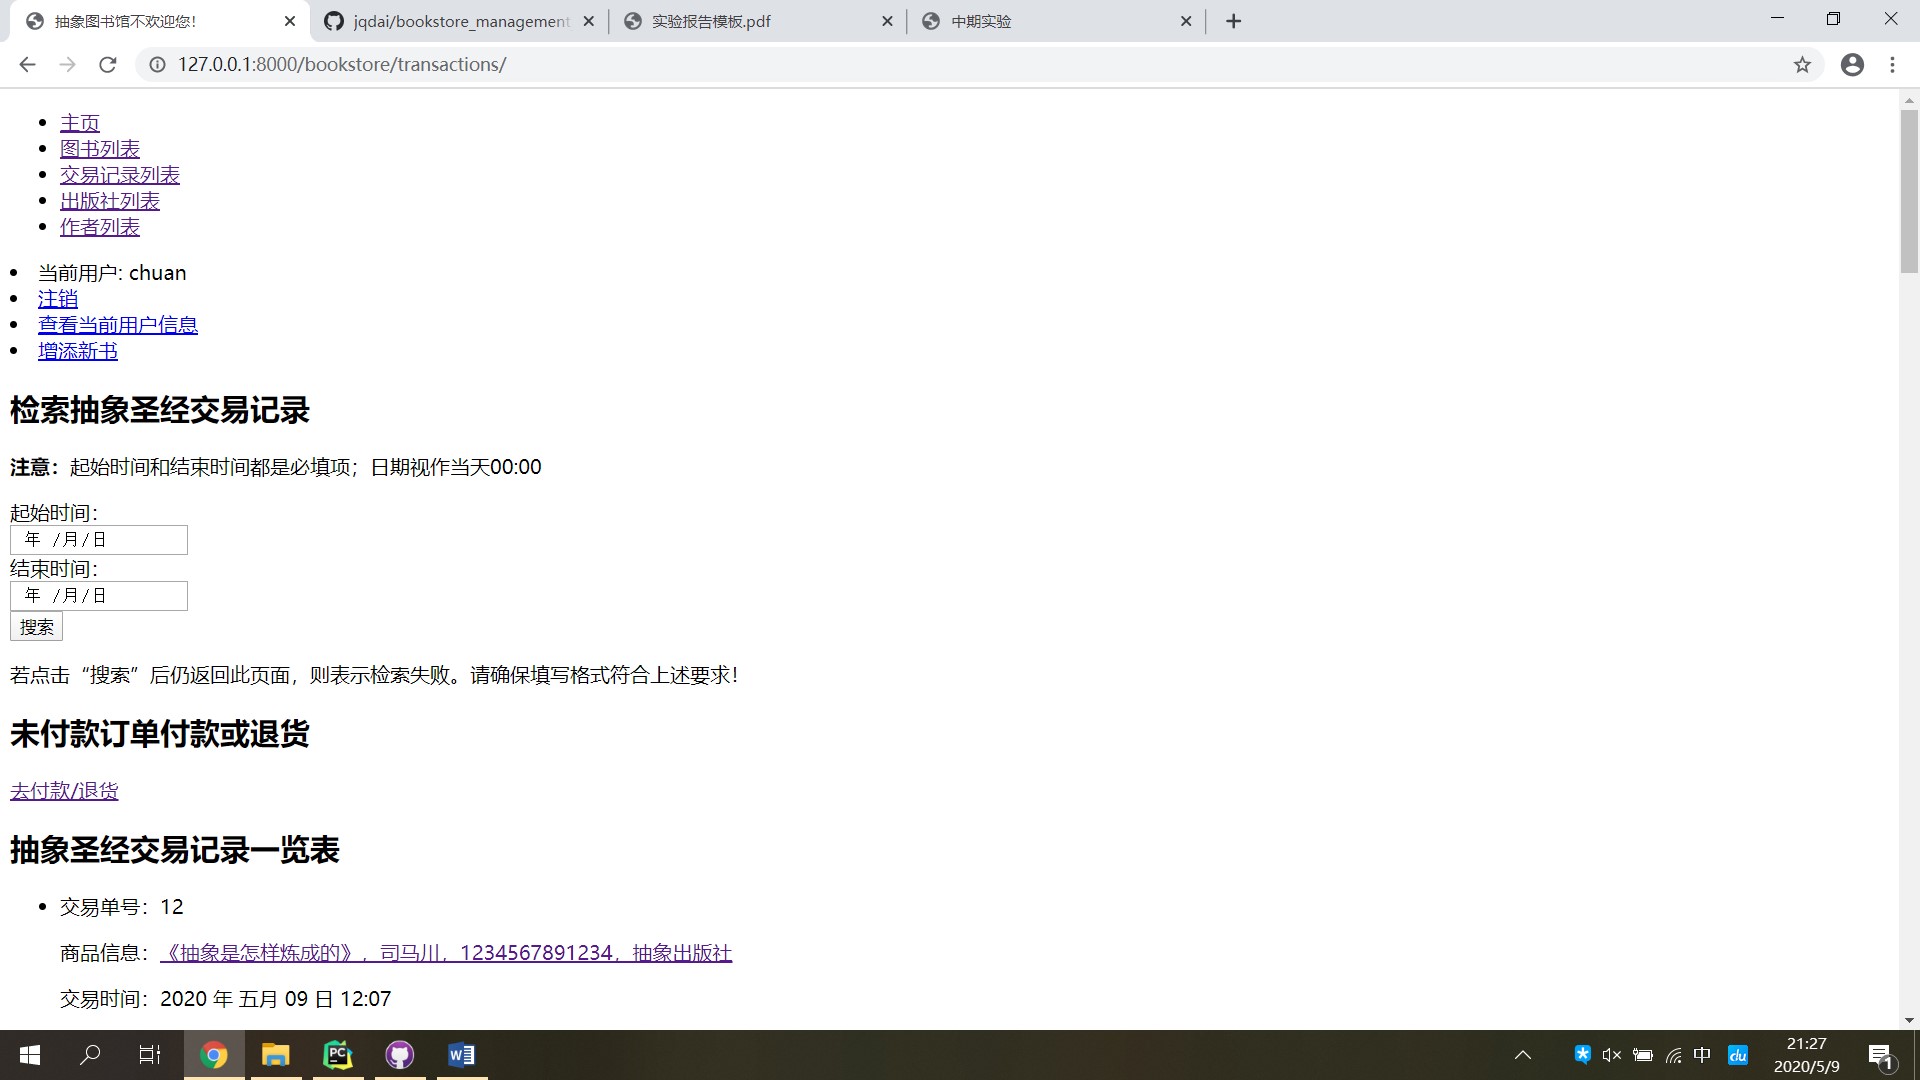 抽象图书馆不欢迎您！
jqdai/bookstore_management
实验报告模板.pdf
中期实验
127.0.0.1:8000/bookstore/transactions/
主页
图书列表
交易记录列表
出版社列表
作者列表
当前用户: chuan
注销
查看当前用户信息
增添新书
检索抽象圣经交易记录
注意：起始时间和结束时间都是必填项；日期视作当天00:00
起始时间：
年 /月/日
结束时间：
年 /月/日
搜索
若点击“搜索”后仍返回此页面，则表示检索失败。请确保填写格式符合上述要求！
未付款订单付款或退货
去付款/退货
抽象圣经交易记录一览表
交易单号：12
商品信息：《抽象是怎样炼成的》，司马川，1234567891234，抽象出版社
交易时间：2020 年 五月 09 日 12:07
PC
W
中
du
21:27
2020/5/9
1